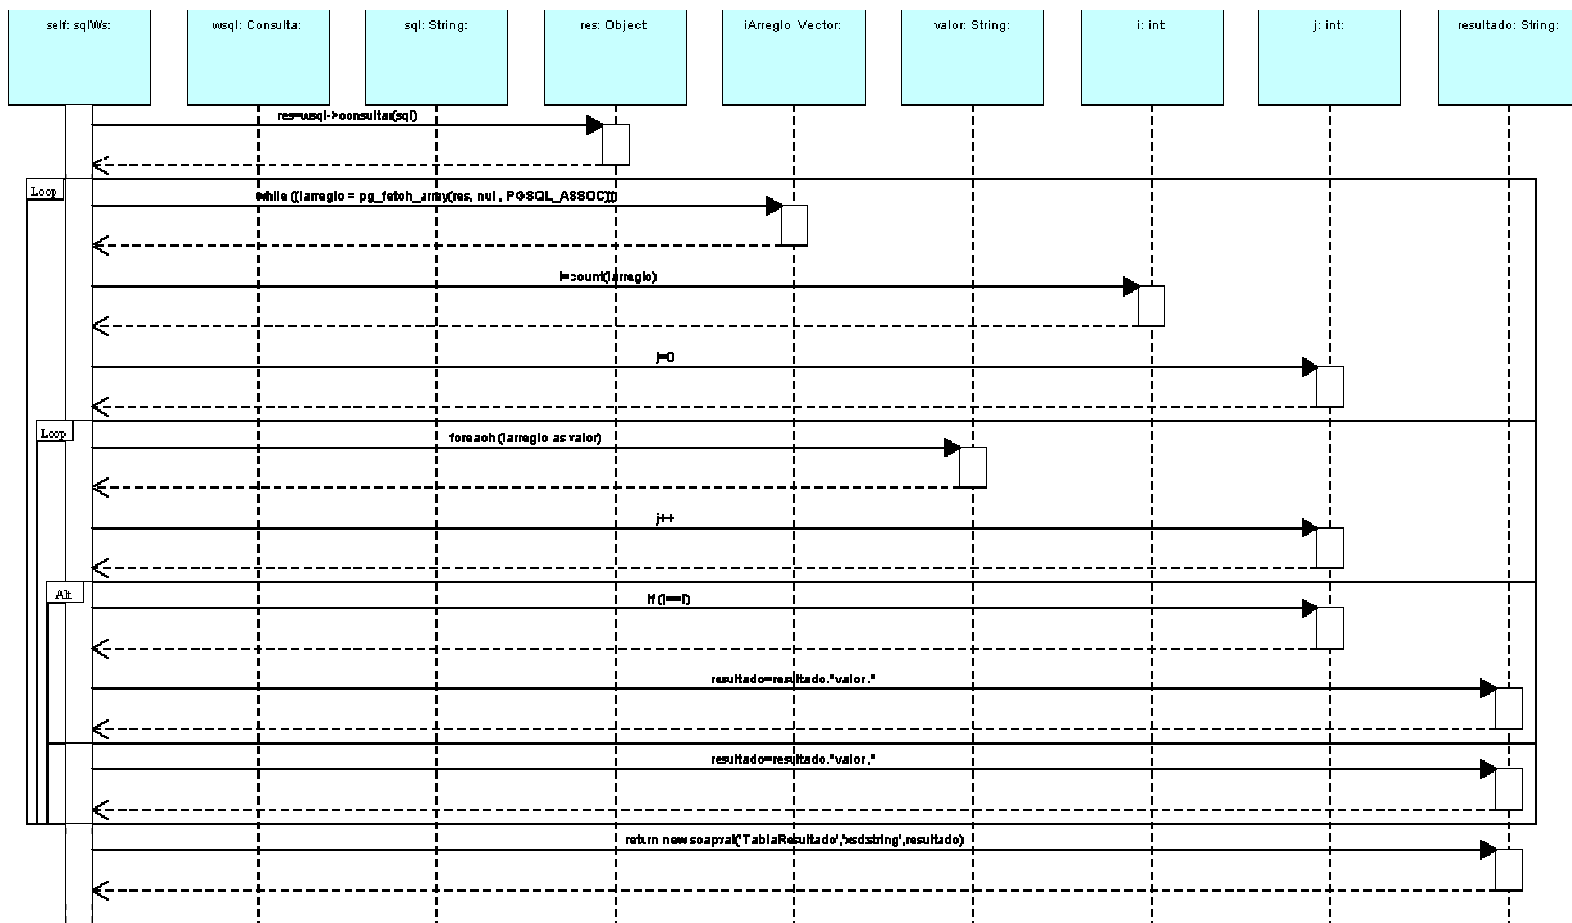 self: sqlWs:
wsql: Consulta:
sql: String:
res: Object:
iArreglo: Vector:
valor: String:
i: int:
j: int:
resultado: String:
res=wsql->consultar(sql)
Loop
while ((iarreglo = pg_fetch_array(res, null, PGSQL_ASSOC)))
i=count(iarreglo)
j=0
Loop
foreach (iarreglo as valor)
j++
Alt
resultado=resultado."valor."
resultado=resultado."valor,"
return new soapval('TablaResultado','xsd:string',resultado)